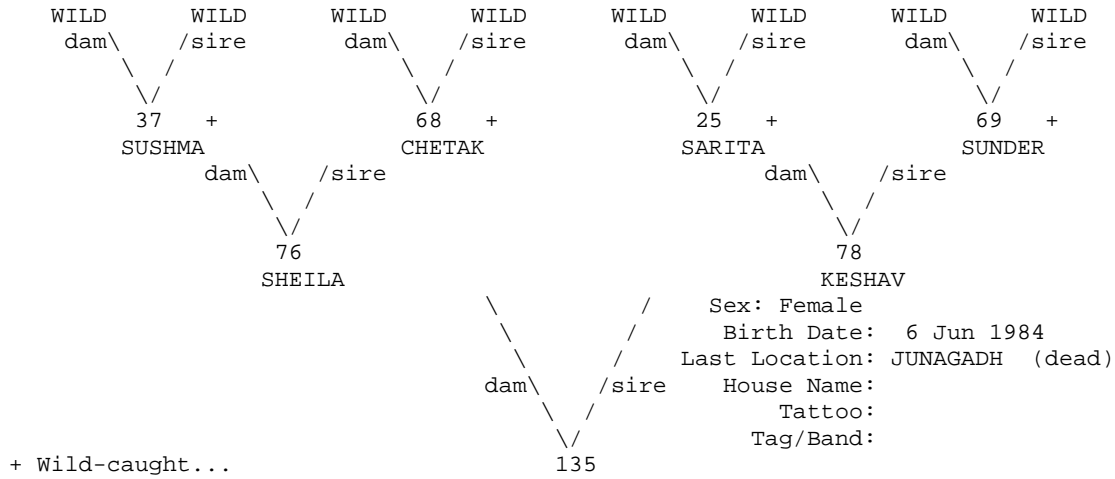 WILD WILD WILD WILD WILD WILD WILD WILD
dam\ /sire dam\ /sire dam\ /sire dam\ /sire
\ / \ / \ / \ /
\/ \/ \/ \/
37 + 68 + 25 + 69 +
SUSHMA CHETAK SARITA SUNDER
dam\ /sire dam\ /sire
\ / \ /
\/ \/
76 78
SHEILA KESHAV
\ / Sex: Female
\ / Birth Date: 6 Jun 1984
\ / Last Location: JUNAGADH (dead)
dam\ /sire House Name:
\ / Tattoo:
\/ Tag/Band:
+ Wild-caught... 135